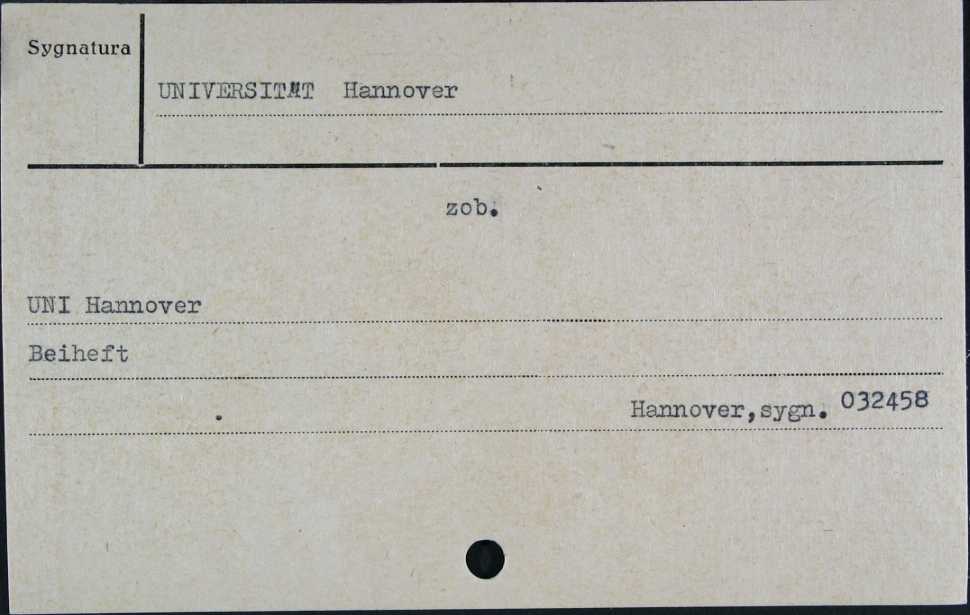 Sygnatura
UNIVERSITÄT Hannover
zob.
UNI Hannover
Beiheft
Hannover,sygn. 032458